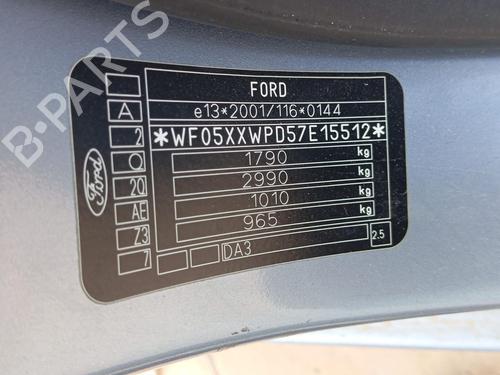 B-PARTS
FORD
A
e13*2001/116*0144
2
*WF05XXWPD57E15512*
Q
1790 kg
2Q
2990 kg
AE
1010 kg
Z3
965 kg
7
DA3
2.5
Ford